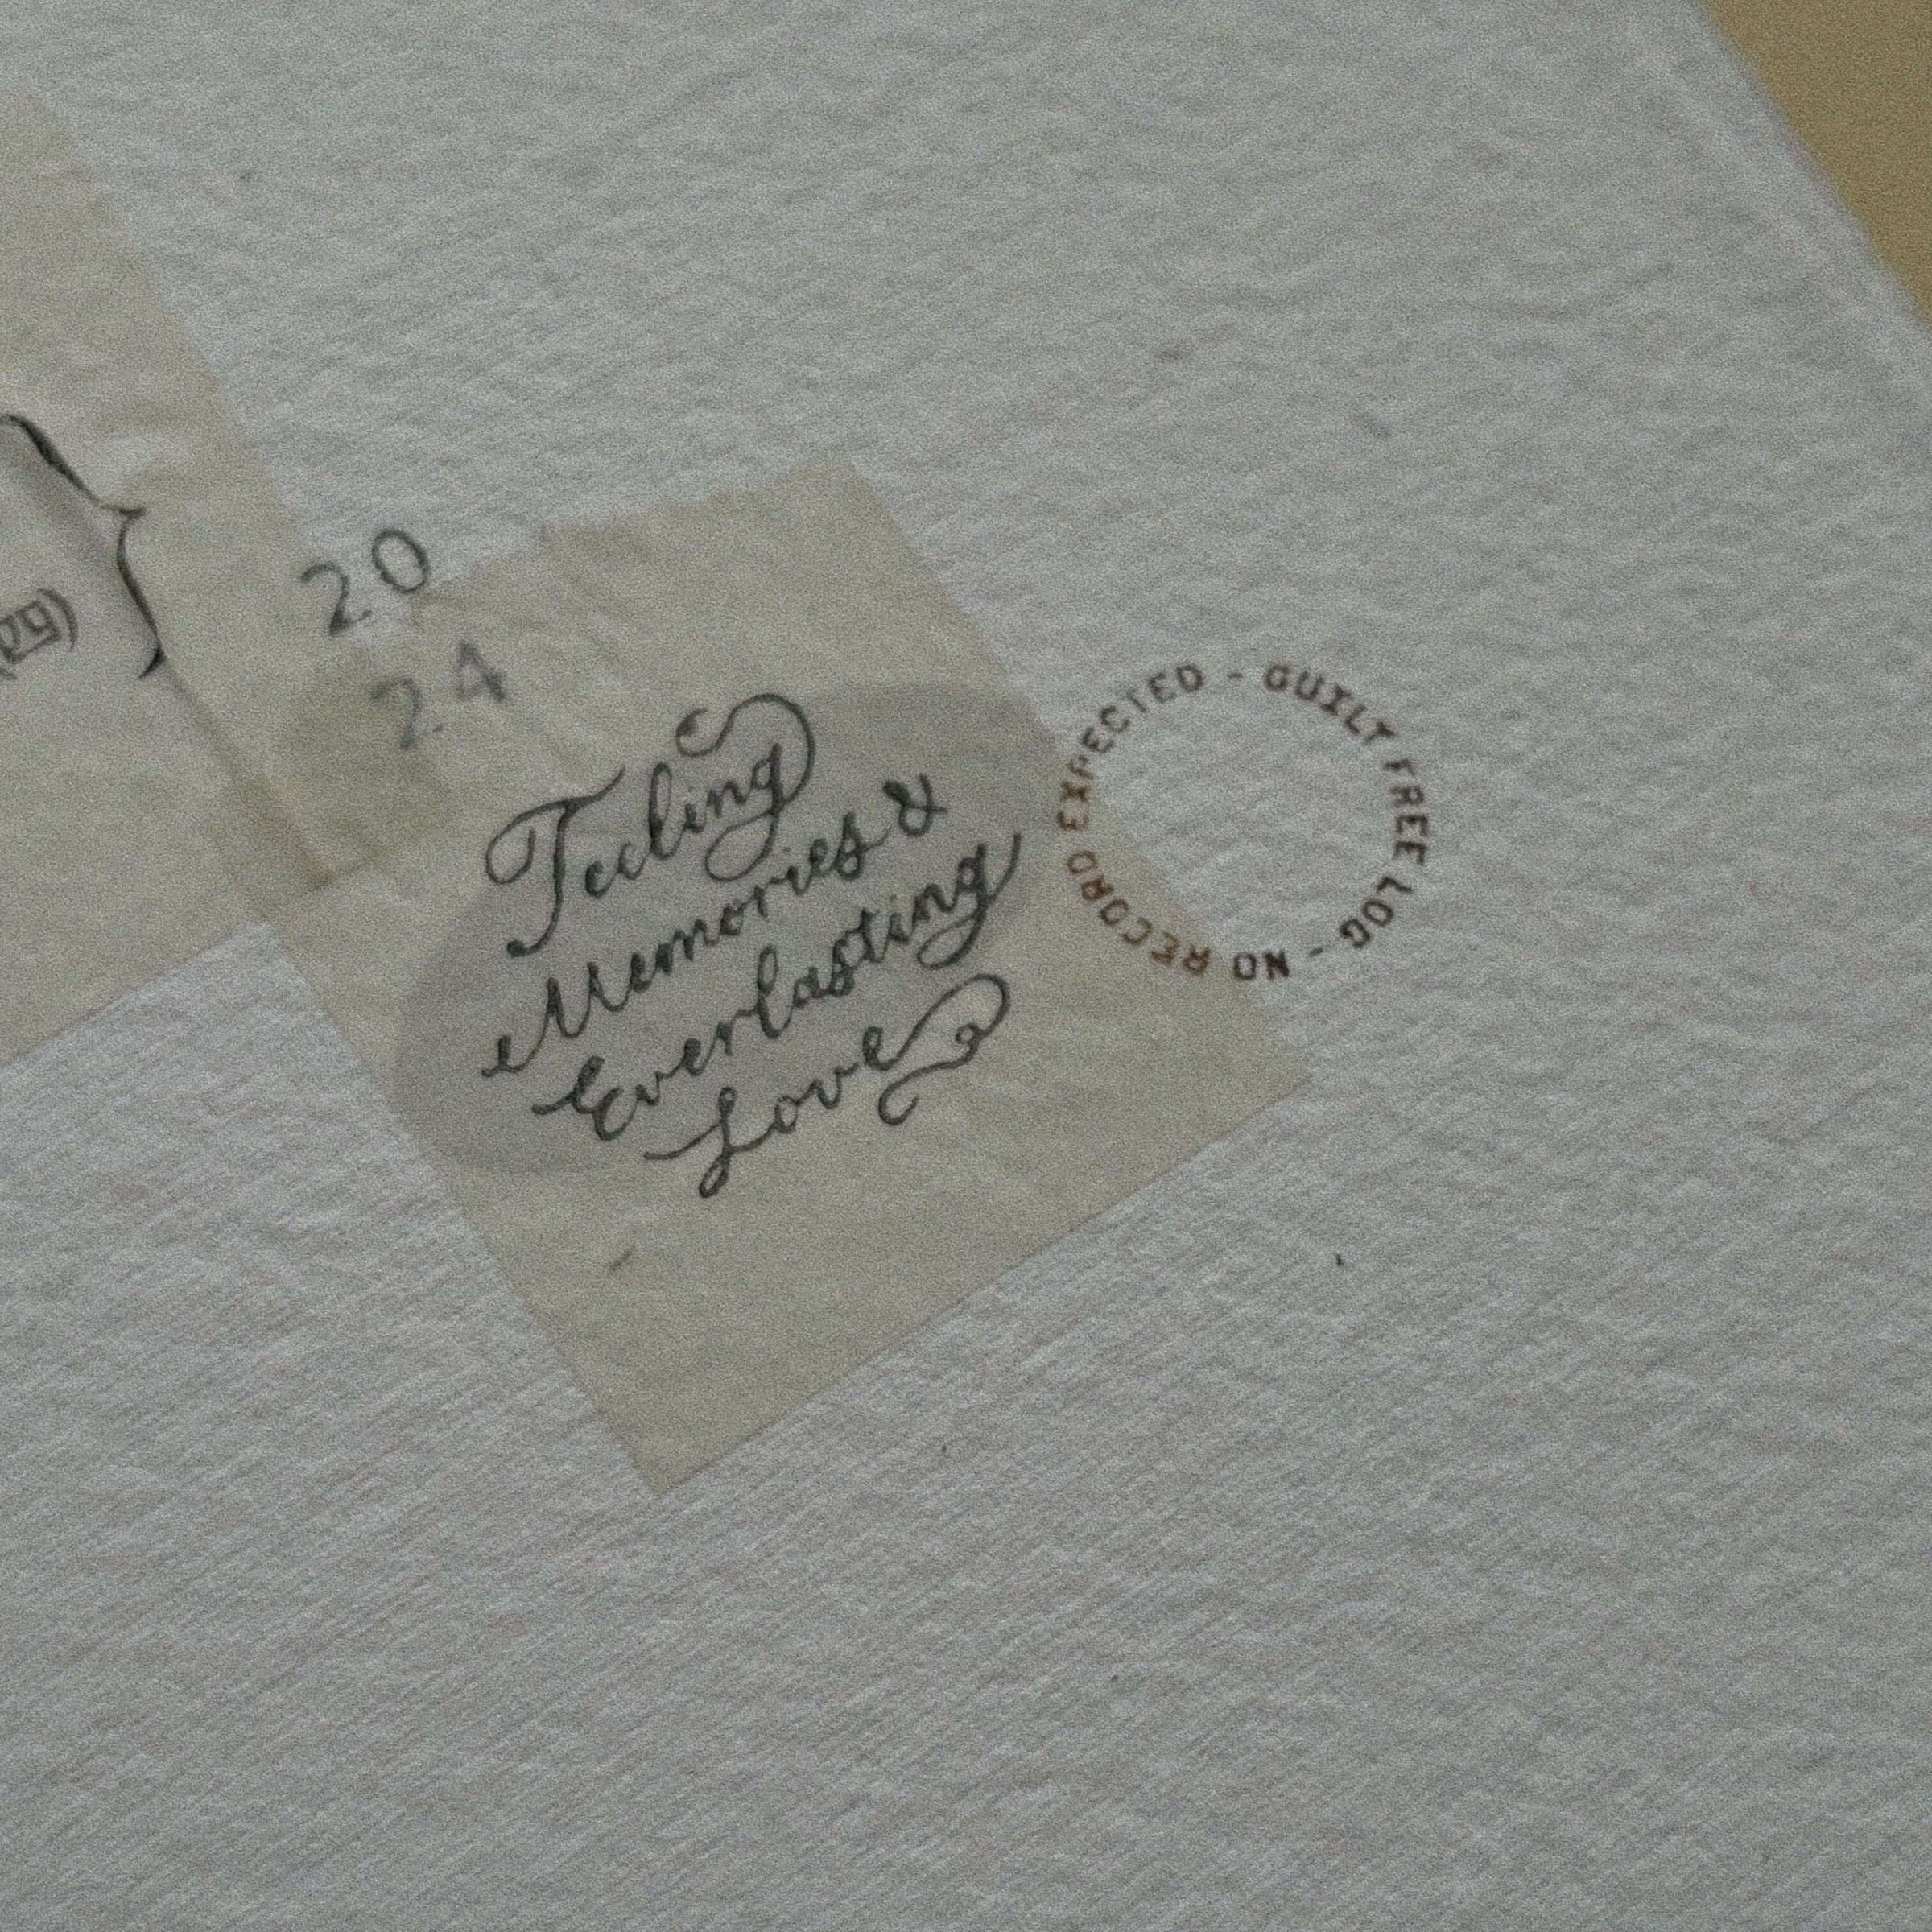 20
24
Feeling
Memories &
Everlasting
Love
GUILT FREE LOG - NO RECORD EXPECTED -